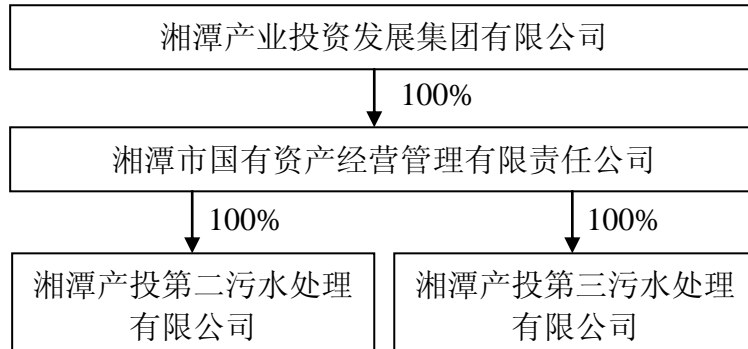 湘潭产业投资发展集团有限公司
100%
湘潭市国有资产经营管理有限责任公司
100%
100%
湘潭产投第二污水处理
有限公司
湘潭产投第三污水处理
有限公司